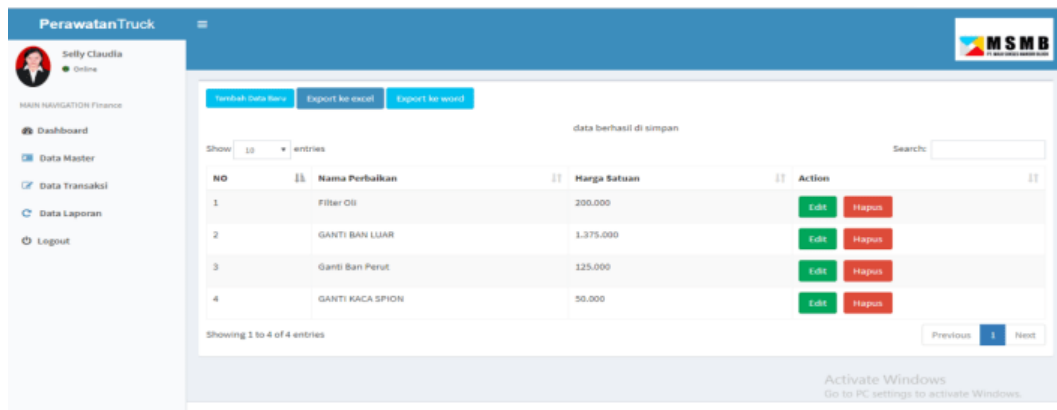 PerawatanTruck
Selly Claudia
Online
MAIN NAVIGATION Finance
Dashboard
Data Master
Data Transaksi
Data Laporan
Logout
MSMB
Tambah Data Baru Export ke excel Export ke word
data berhasil di simpan
Show 10 entries Search:
NO Nama Perbaikan Harga Satuan Action
1 Filter Oli 200.000 Edit Hapus
2 GANTI BAN LUAR 1.375.000 Edit Hapus
3 Ganti Ban Perut 125.000 Edit Hapus
4 GANTI KACA SPION 50.000 Edit Hapus
Showing 1 to 4 of 4 entries Previous 1 Next
Activate Windows
Go to PC settings to activate Windows.